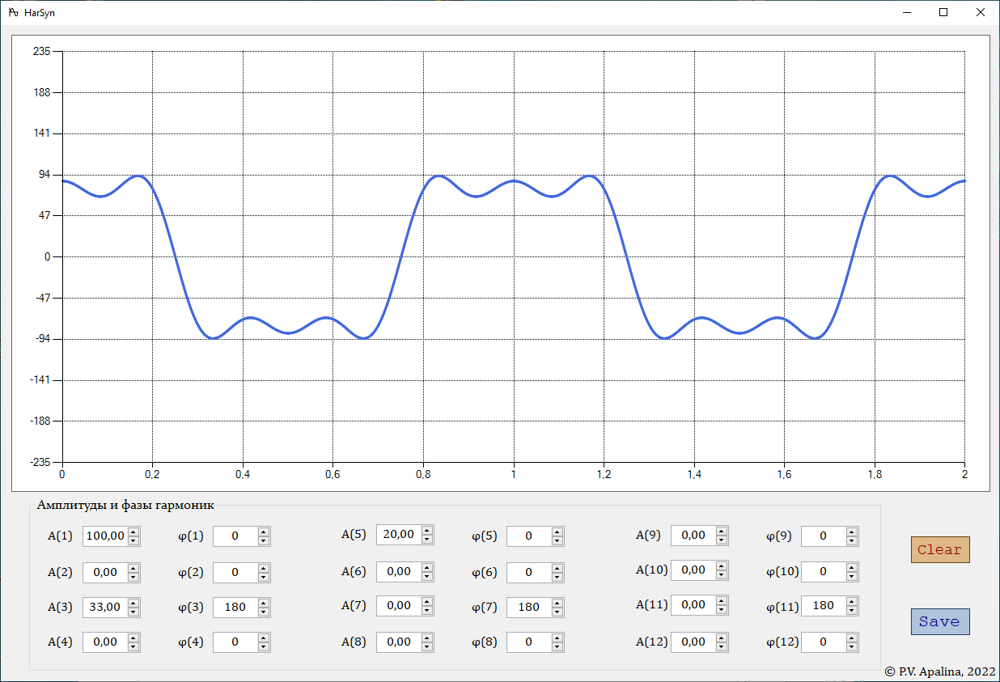 HarSyn
235
188
141
94
47
0
-47
-94
-141
-188
-235
0 0,2 0,4 0,6 0,8 1 1,2 1,4 1,6 1,8 2
Амплитуды и фазы гармоник
A(1) 100,00 φ(1) 0 A(5) 20,00 φ(5) 0 A(9) 0,00 φ(9) 0
A(2) 0,00 φ(2) 0 A(6) 0,00 φ(6) 0 A(10) 0,00 φ(10) 0
A(3) 33,00 φ(3) 180 A(7) 0,00 φ(7) 180 A(11) 0,00 φ(11) 180
A(4) 0,00 φ(4) 0 A(8) 0,00 φ(8) 0 A(12) 0,00 φ(12) 0
Clear
Save
© P.V. Apalina, 2022